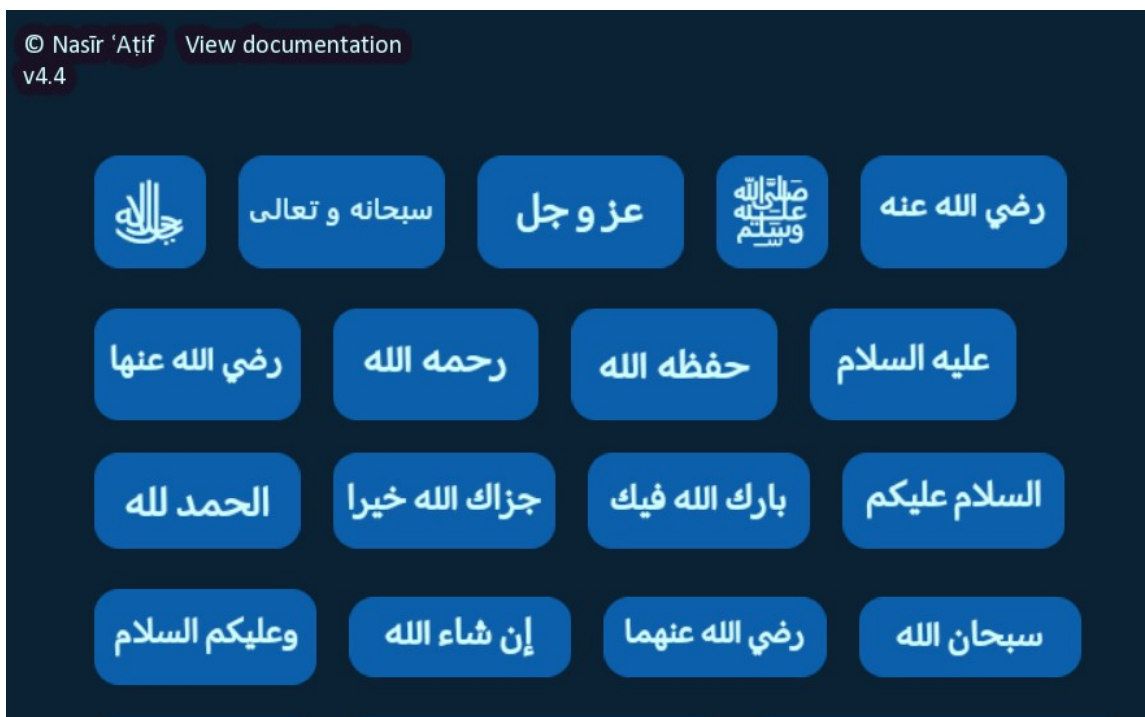 © Nasīr ʿAṭif View documentation
v4.4
رضي الله عنه
ﷺ
عز و جل
سبحانه و تعالى
ﷻ
عليه السلام
حفظه الله
رحمه الله
رضي الله عنها
السلام عليكم
بارك الله فيك
جزاك الله خيرا
الحمد لله
سبحان الله
رضي الله عنهما
إن شاء الله
وعليكم السلام